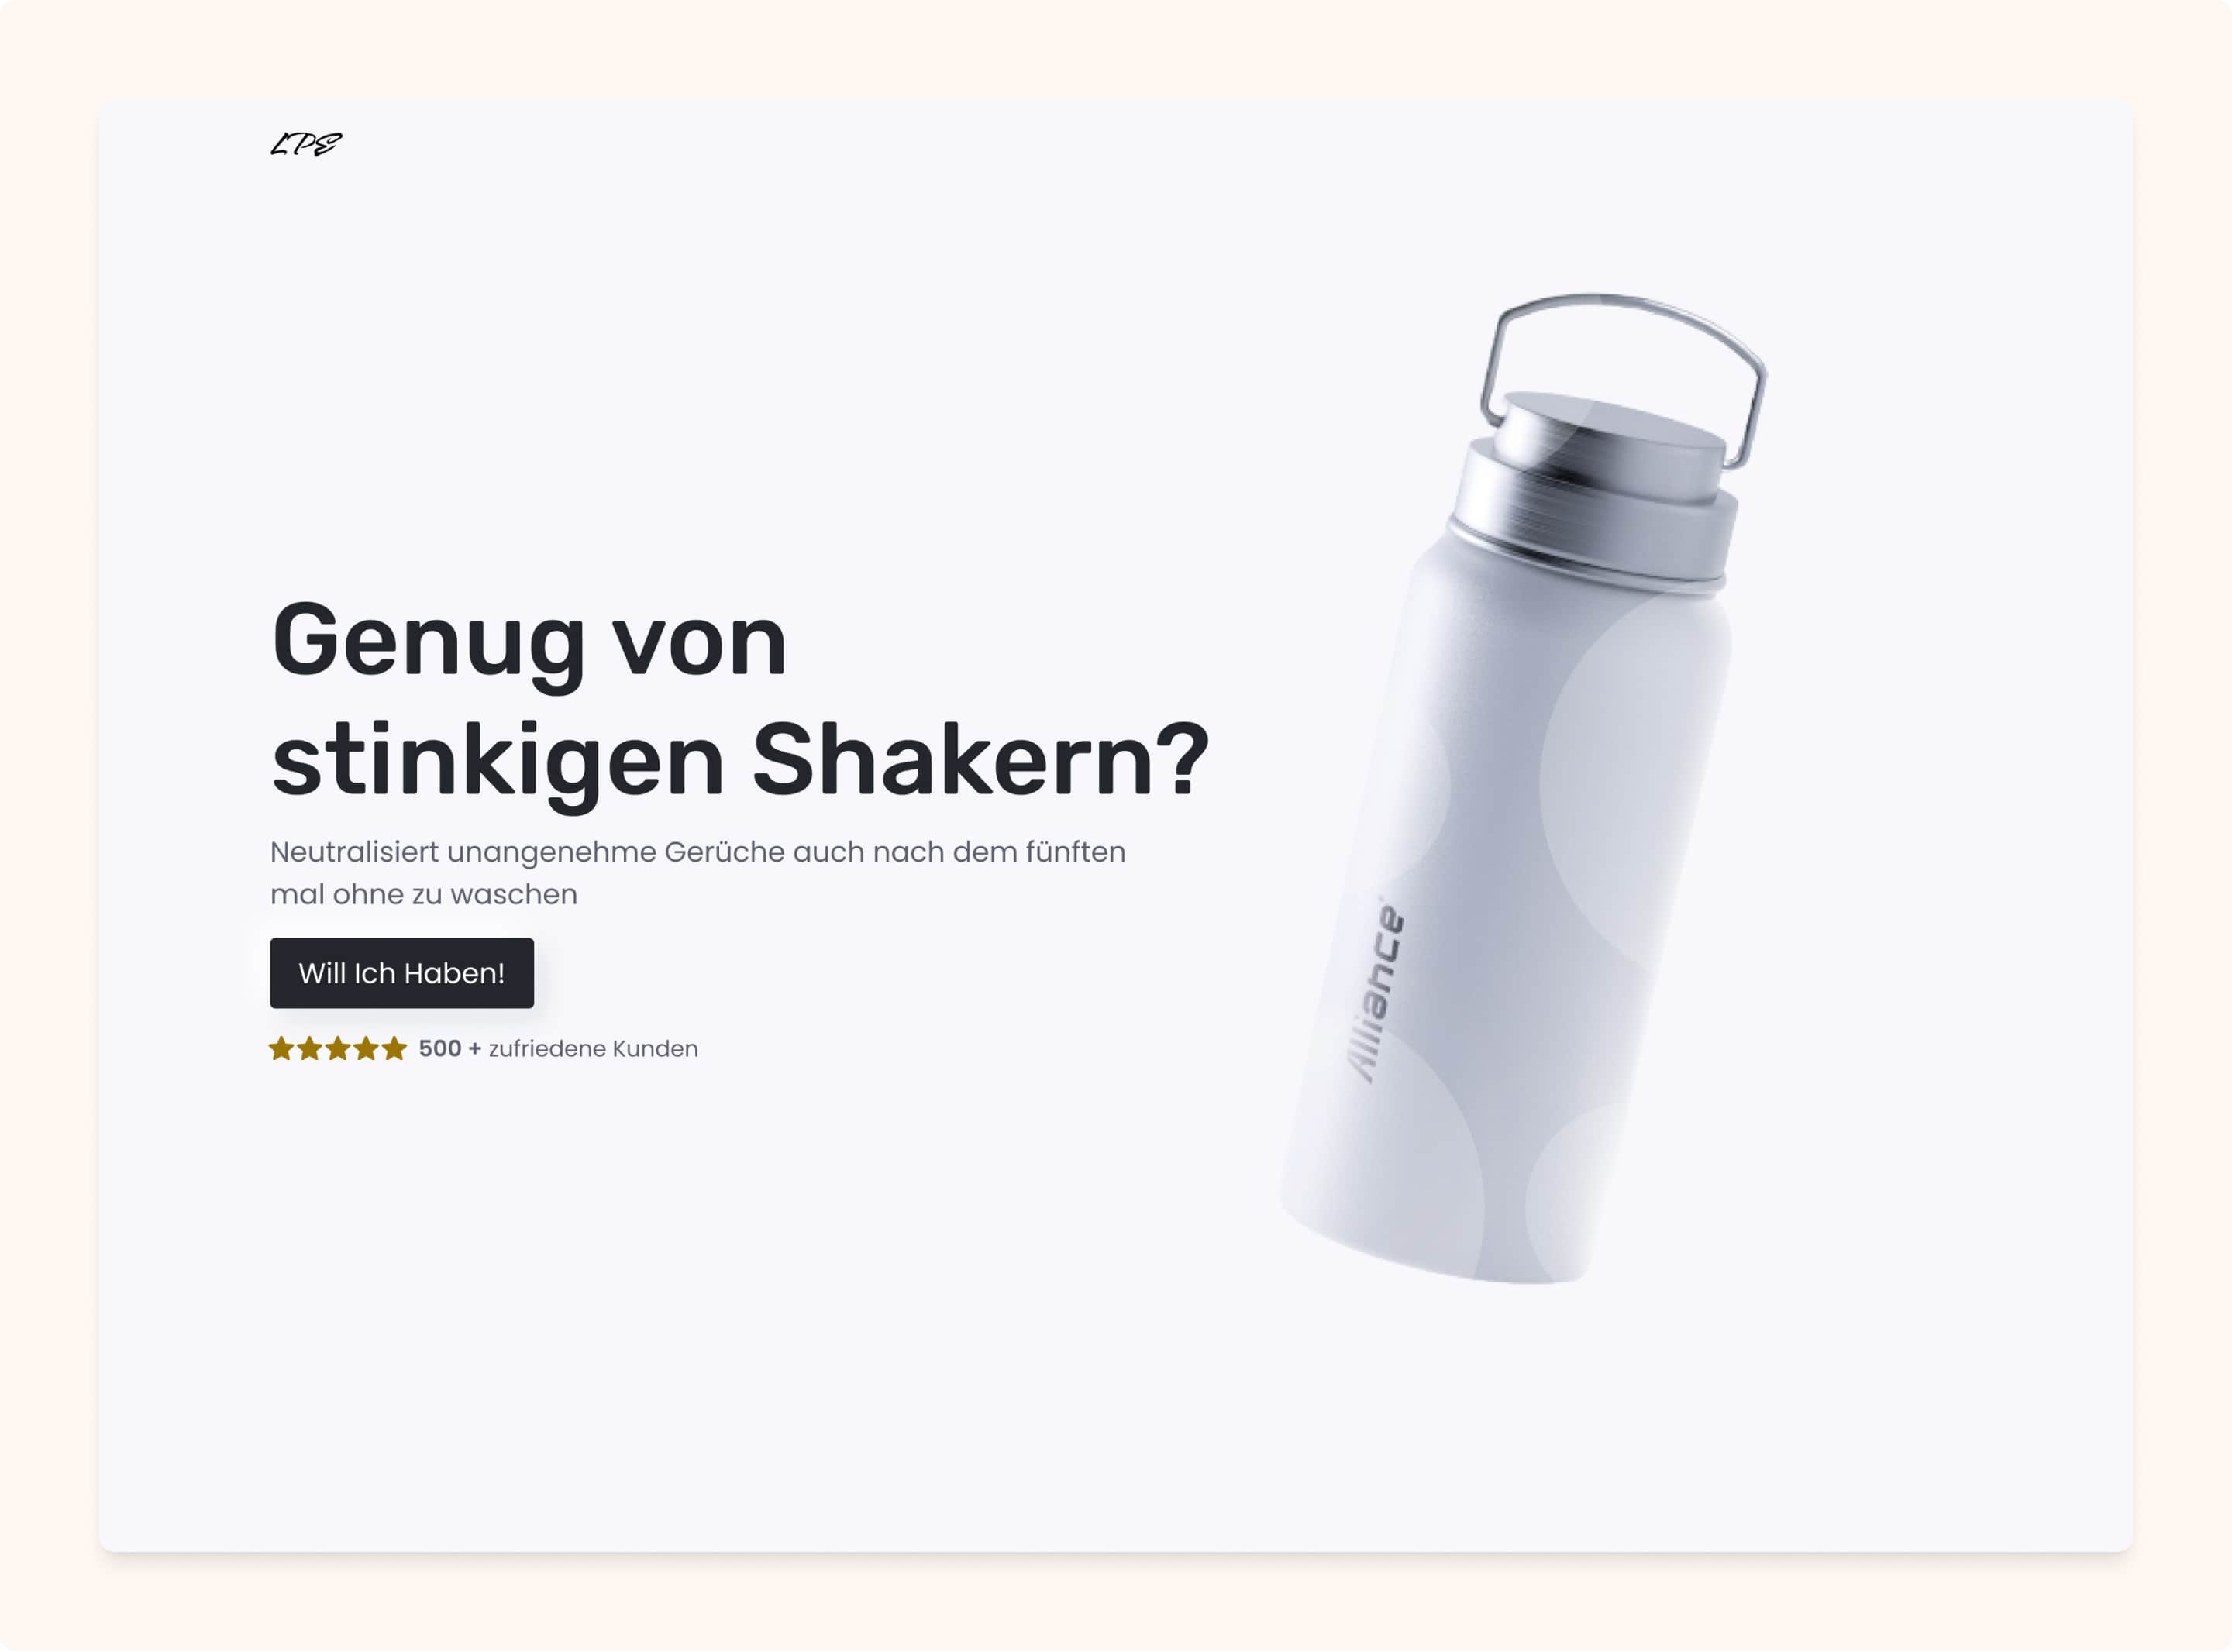 LPE
Genug von
stinkigen Shakern?
Neutralisiert unangenehme Gerüche auch nach dem fünften
mal ohne zu waschen
Will Ich Haben!
500 + zufriedene Kunden
Alliance